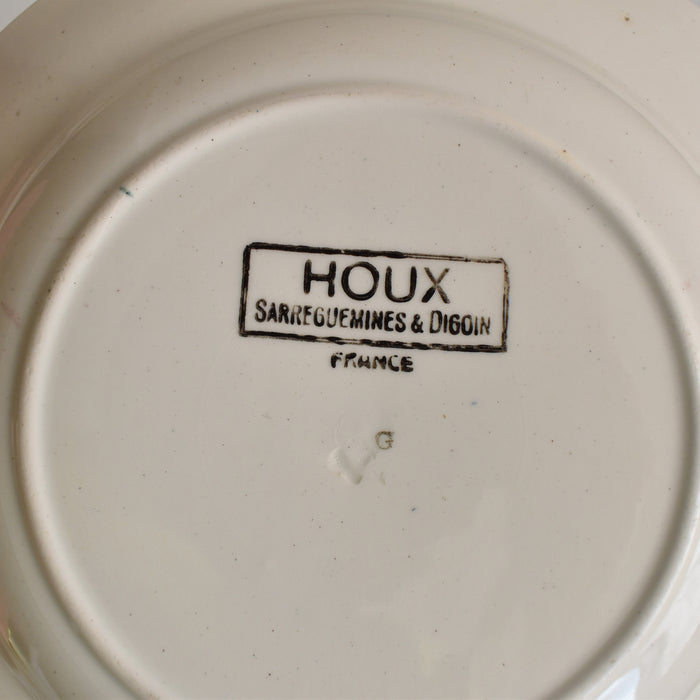 HOUX
SARREGUEMINES & DIGOIN
FRANCE
G